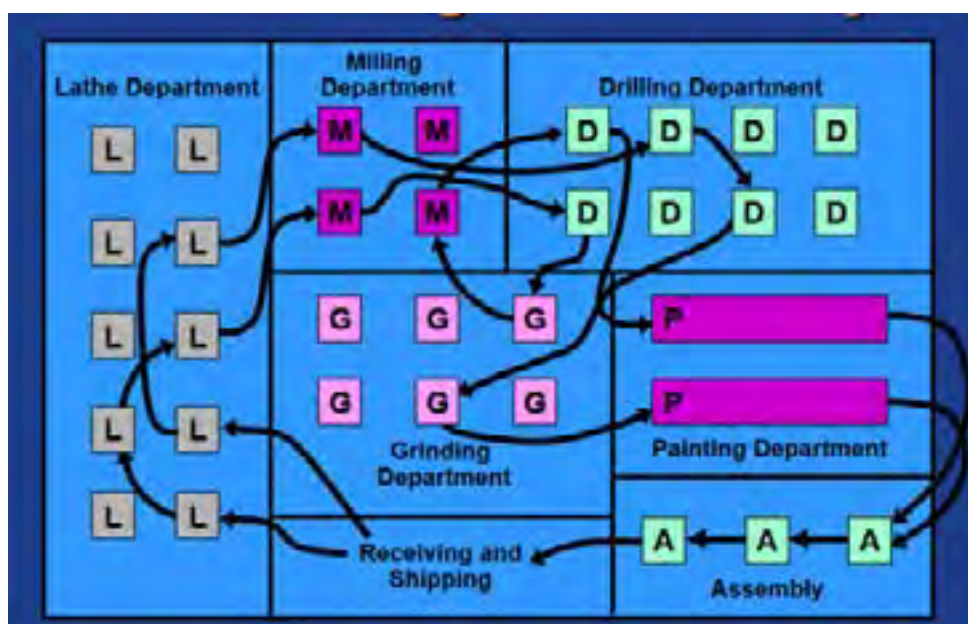 Lathe Department
L L
L L
L L
L L
L L
Milling
Department
M M
M M
Drilling Department
D D D D
D D D D
G G G
G G G
Grinding
Department
P
P
Painting Department
Receiving and
Shipping
A A A
Assembly